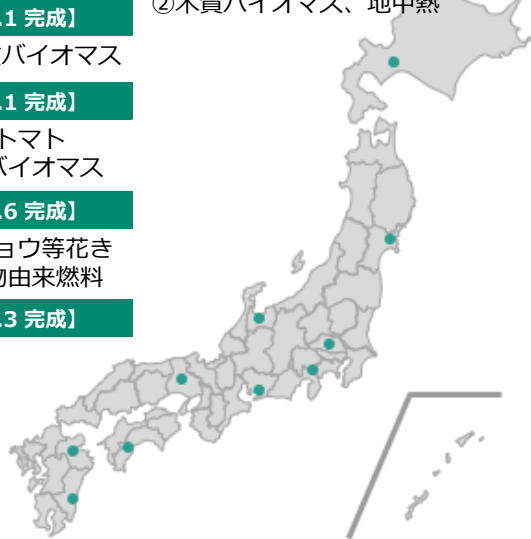 .1 完成】
バイオマス
.1 完成】
トマト
バイオマス
.6 完成】
ョウ等花き
由来燃料
.3 完成】
②木質バイオマス、地中熱